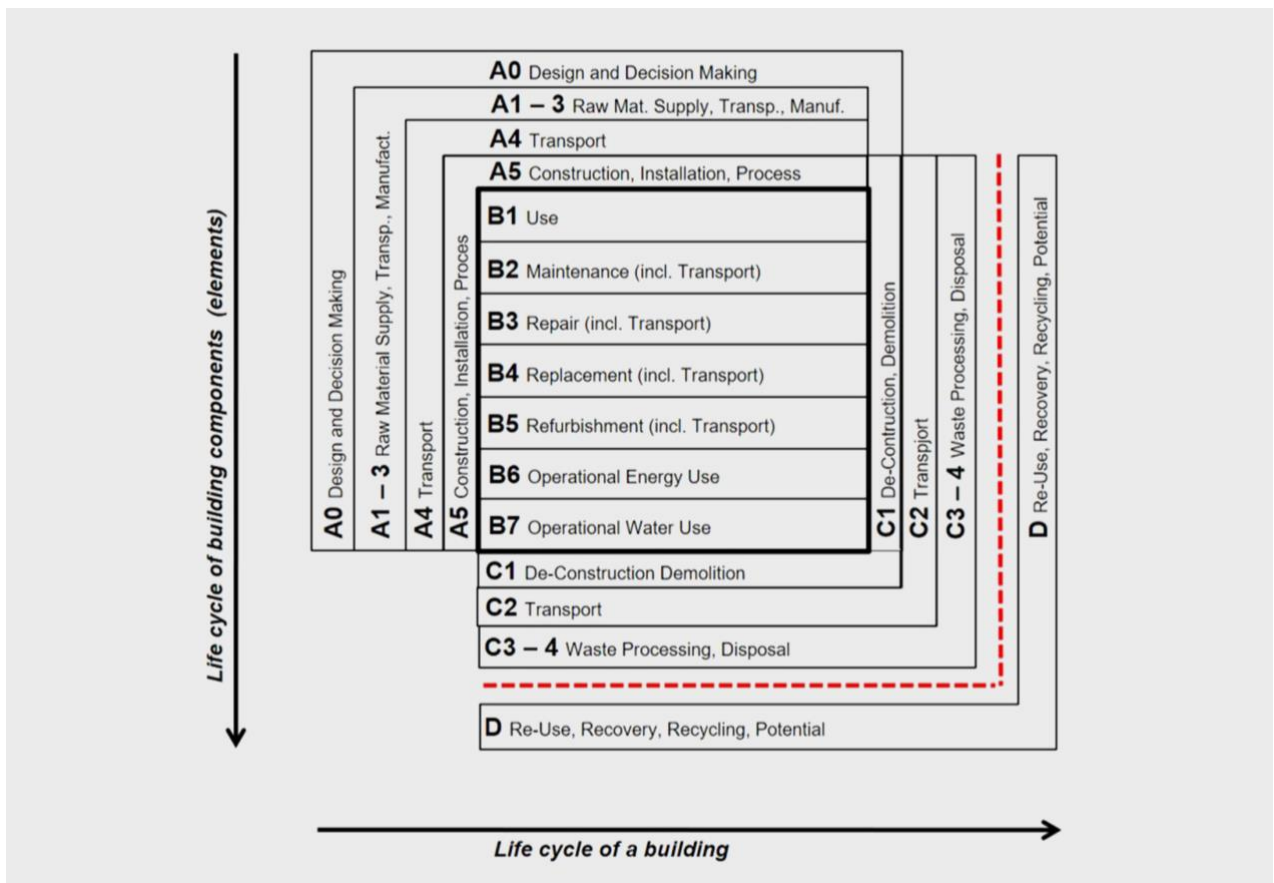 A0 Design and Decision Making
A1 – 3 Raw Mat. Supply, Transp., Manuf.
A4 Transport
A5 Construction, Installation, Process
B1 Use
B2 Maintenance (incl. Transport)
B3 Repair (incl. Transport)
B4 Replacement (incl. Transport)
B5 Refurbishment (incl. Transport)
B6 Operational Energy Use
B7 Operational Water Use
C1 De-Construction Demolition
C2 Transport
C3 – 4 Waste Processing, Disposal
D Re-Use, Recovery, Recycling, Potential
Life cycle of building components (elements)
A0 Design and Decision Making
A1 – 3 Raw Material Supply, Transp., Manufact.
A4 Transport
A5 Construction, Installation, Proces
C1 De-Contruction, Demolition
C2 Transpjort
C3 – 4 Waste Processing, Disposal
D Re-Use, Recovery, Recycling, Potential
Life cycle of a building